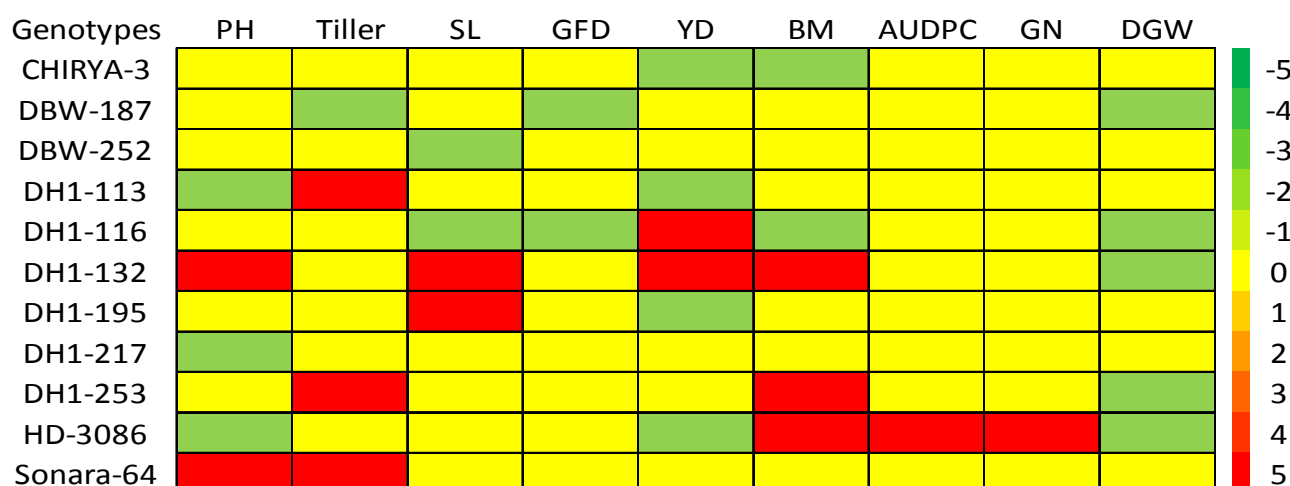 Genotypes PH Tiller SL GFD YD BM AUDPC GN DGW
CHIRYA-3
DBW-187
DBW-252
DH1-113
DH1-116
DH1-132
DH1-195
DH1-217
DH1-253
HD-3086
Sonara-64
-5
-4
-3
-2
-1
0
1
2
3
4
5